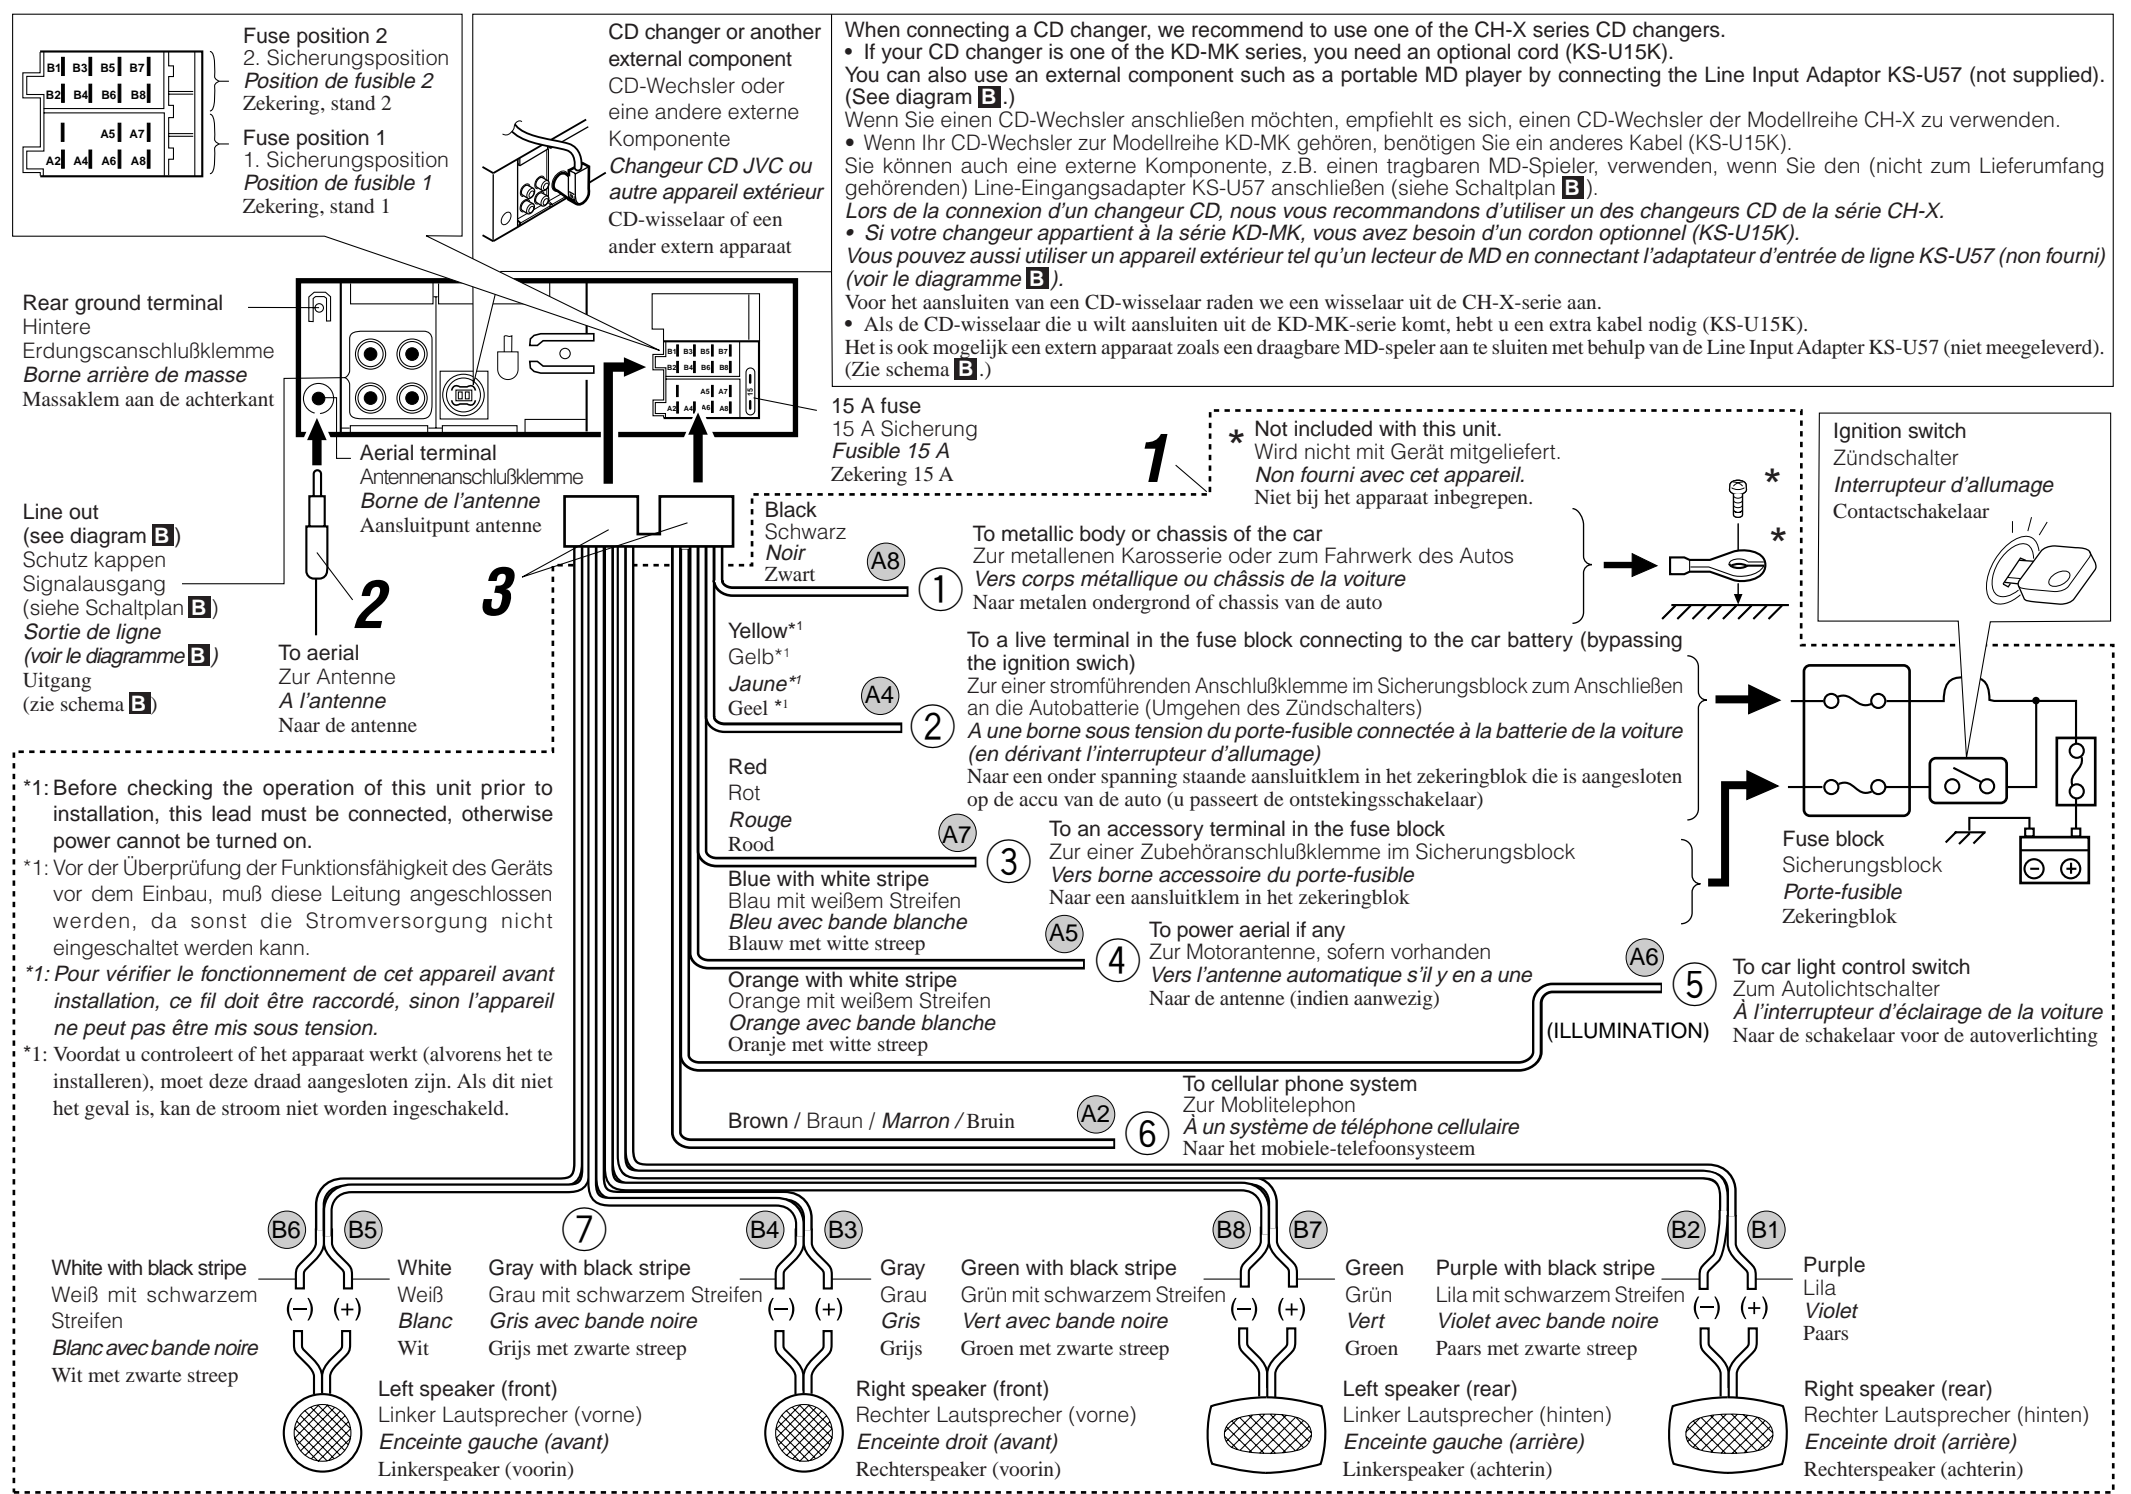 B1 B3 B5 B7
B2 B4 B6 B8
A5 A7
A2 A4 A6 A8
Fuse position 2
2. Sicherungsposition
Position de fusible 2
Zekering, stand 2
Fuse position 1
1. Sicherungsposition
Position de fusible 1
Zekering, stand 1
CD changer or another
external component
CD-Wechsler oder
eine andere externe
Komponente
Changeur CD JVC ou
autre appareil extérieur
CD-wisselaar of een
ander extern apparaat
When connecting a CD changer, we recommend to use one of the CH-X series CD changers.
• If your CD changer is one of the KD-MK series, you need an optional cord (KS-U15K).
You can also use an external component such as a portable MD player by connecting the Line Input Adaptor KS-U57 (not supplied).
(See diagram B.)
Wenn Sie einen CD-Wechsler anschließen möchten, empfiehlt es sich, einen CD-Wechsler der Modellreihe CH-X zu verwenden.
• Wenn Ihr CD-Wechsler zur Modellreihe KD-MK gehören, benötigen Sie ein anderes Kabel (KS-U15K).
Sie können auch eine externe Komponente, z.B. einen tragbaren MD-Spieler, verwenden, wenn Sie den (nicht zum Lieferumfang
gehörenden) Line-Eingangsadapter KS-U57 anschließen (siehe Schaltplan B).
Lors de la connexion d'un changeur CD, nous vous recommandons d'utiliser un des changeurs CD de la série CH-X.
• Si votre changeur appartient à la série KD-MK, vous avez besoin d'un cordon optionnel (KS-U15K).
Vous pouvez aussi utiliser un appareil extérieur tel qu'un lecteur de MD en connectant l'adaptateur d'entrée de ligne KS-U57 (non fourni)
(voir le diagramme B).
Voor het aansluiten van een CD-wisselaar raden we een wisselaar uit de CH-X-serie aan.
• Als de CD-wisselaar die u wilt aansluiten uit de KD-MK-serie komt, hebt u een extra kabel nodig (KS-U15K).
Het is ook mogelijk een extern apparaat zoals een draagbare MD-speler aan te sluiten met behulp van de Line Input Adapter KS-U57 (niet meegeleverd).
(Zie schema B.)
Rear ground terminal
Hintere
Erdungscanschlußklemme
Borne arrière de masse
Massaklem aan de achterkant
B1 B3 B5 B7
B2 B4 B6 B8
A5 A7
A2 A4 A6 A8
15
15 A fuse
15 A Sicherung
Fusible 15 A
Zekering 15 A
Aerial terminal
Antennenanschlußklemme
Borne de l'antenne
Aansluitpunt antenne
Line out
(see diagram B)
Schutz kappen
Signalausgang
(siehe Schaltplan B)
Sortie de ligne
(voir le diagramme B)
Uitgang
(zie schema B)
2
To aerial
Zur Antenne
A l'antenne
Naar de antenne
3
1
* Not included with this unit.
Wird nicht mit Gerät mitgeliefert.
Non fourni avec cet appareil.
Niet bij het apparaat inbegrepen.
*
*
Ignition switch
Zündschalter
Interrupteur d'allumage
Contactschakelaar
Black
Schwarz
Noir
Zwart
A8
1
To metallic body or chassis of the car
Zur metallenen Karosserie oder zum Fahrwerk des Autos
Vers corps métallique ou châssis de la voiture
Naar metalen ondergrond of chassis van de auto
Yellow*1
Gelb*1
Jaune*1
Geel *1
A4
2
To a live terminal in the fuse block connecting to the car battery (bypassing
the ignition swich)
Zur einer stromführenden Anschlußklemme im Sicherungsblock zum Anschließen
an die Autobatterie (Umgehen des Zündschalters)
A une borne sous tension du porte-fusible connectée à la batterie de la voiture
(en dérivant l'interrupteur d'allumage)
Naar een onder spanning staande aansluitklem in het zekeringblok die is aangesloten
op de accu van de auto (u passeert de ontstekingsschakelaar)
Red
Rot
Rouge
Rood
A7
3
To an accessory terminal in the fuse block
Zur einer Zubehöranschlußklemme im Sicherungsblock
Vers borne accessoire du porte-fusible
Naar een aansluitklem in het zekeringblok
Fuse block
Sicherungsblock
Porte-fusible
Zekeringblok
Blue with white stripe
Blau mit weißem Streifen
Bleu avec bande blanche
Blauw met witte streep
A5
4
To power aerial if any
Zur Motorantenne, sofern vorhanden
Vers l'antenne automatique s'il y en a une
Naar de antenne (indien aanwezig)
Orange with white stripe
Orange mit weißem Streifen
Orange avec bande blanche
Oranje met witte streep
A6
5
(ILLUMINATION)
To car light control switch
Zum Autolichtschalter
À l'interrupteur d'éclairage de la voiture
Naar de schakelaar voor de autoverlichting
Brown / Braun / Marron / Bruin
A2
6
To cellular phone system
Zur Moblitelephon
À un système de téléphone cellulaire
Naar het mobiele-telefoonsysteem
*1: Before checking the operation of this unit prior to
installation, this lead must be connected, otherwise
power cannot be turned on.
*1: Vor der Überprüfung der Funktionsfähigkeit des Geräts
vor dem Einbau, muß diese Leitung angeschlossen
werden, da sonst die Stromversorgung nicht
eingeschaltet werden kann.
*1: Pour vérifier le fonctionnement de cet appareil avant
installation, ce fil doit être raccordé, sinon l'appareil
ne peut pas être mis sous tension.
*1: Voordat u controleert of het apparaat werkt (alvorens het te
installeren), moet deze draad aangesloten zijn. Als dit niet
het geval is, kan de stroom niet worden ingeschakeld.
B6 B5
7
B4 B3
B8 B7
B2 B1
White with black stripe
Weiß mit schwarzem
Streifen
Blanc avec bande noire
Wit met zwarte streep
(–) (+)
White
Weiß
Blanc
Wit
Gray with black stripe
Grau mit schwarzem Streifen
Gris avec bande noire
Grijs met zwarte streep
(–) (+)
Gray
Grau
Gris
Grijs
Green with black stripe
Grün mit schwarzem Streifen
Vert avec bande noire
Groen met zwarte streep
(–) (+)
Green
Grün
Vert
Groen
Purple with black stripe
Lila mit schwarzem Streifen
Violet avec bande noire
Paars met zwarte streep
(–) (+)
Purple
Lila
Violet
Paars
Left speaker (front)
Linker Lautsprecher (vorne)
Enceinte gauche (avant)
Linkerspeaker (voorin)
Right speaker (front)
Rechter Lautsprecher (vorne)
Enceinte droit (avant)
Rechterspeaker (voorin)
Left speaker (rear)
Linker Lautsprecher (hinten)
Enceinte gauche (arrière)
Linkerspeaker (achterin)
Right speaker (rear)
Rechter Lautsprecher (hinten)
Enceinte droit (arrière)
Rechterspeaker (achterin)